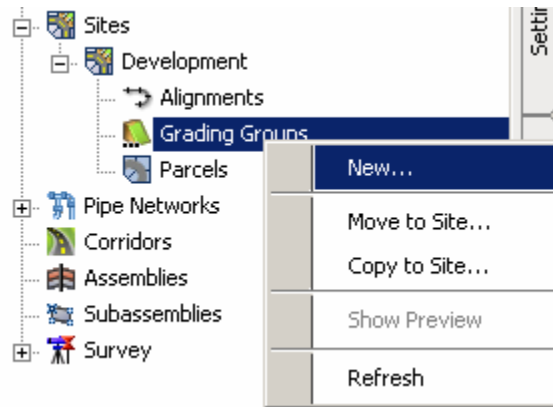 Sites
Development
Alignments
Grading Groups
Parcels
Pipe Networks
Corridors
Assemblies
Subassemblies
Survey
New...
Move to Site...
Copy to Site...
Show Preview
Refresh